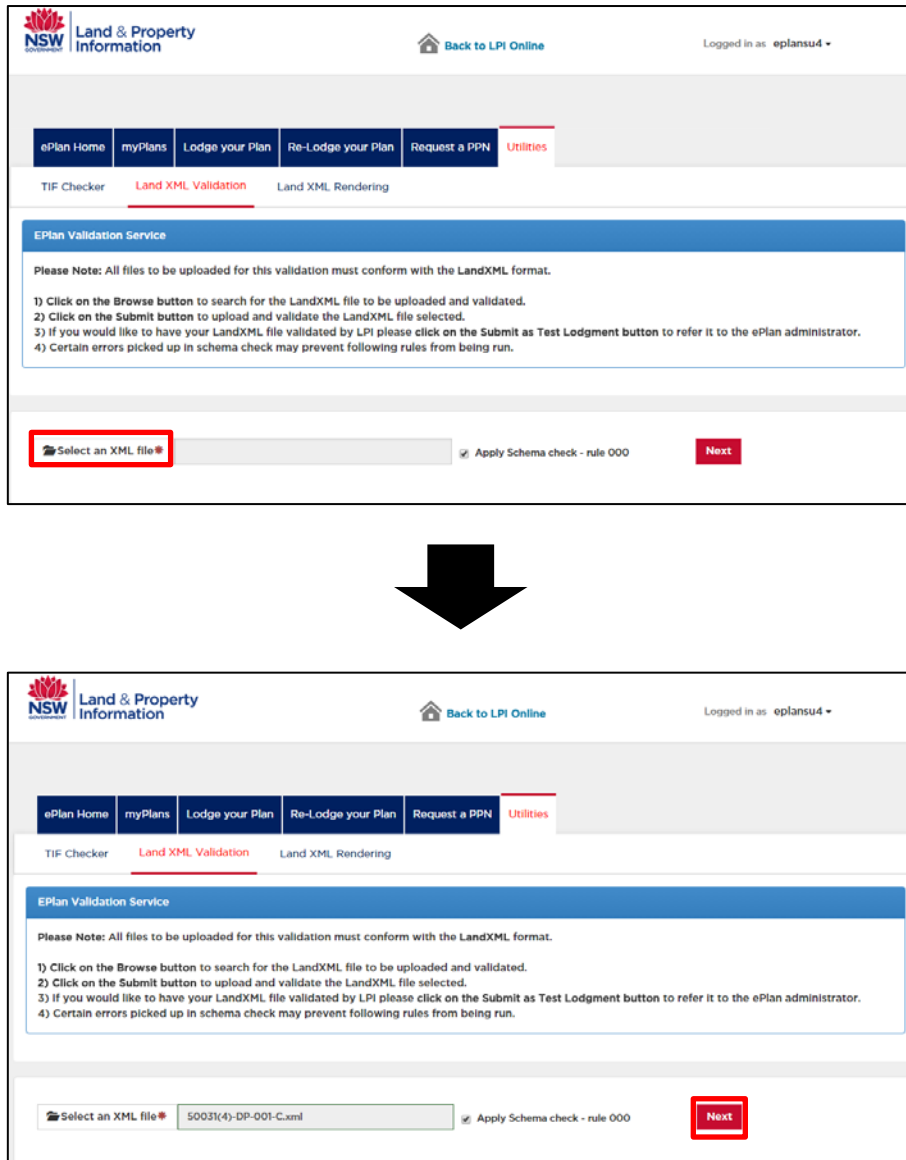 Land & Property
Information
NSW
GOVERNMENT
Back to LPI Online
Logged in as eplansu4
ePlan Home myPlans Lodge your Plan Re-Lodge your Plan Request a PPN Utilities
TIF Checker Land XML Validation Land XML Rendering
EPlan Validation Service
Please Note: All files to be uploaded for this validation must conform with the LandXML format.
1) Click on the Browse button to search for the LandXML file to be uploaded and validated.
2) Click on the Submit button to upload and validate the LandXML file selected.
3) If you would like to have your LandXML file validated by LPI please click on the Submit as Test Lodgment button to refer it to the ePlan administrator.
4) Certain errors picked up in schema check may prevent following rules from being run.
Select an XML file* Apply Schema check - rule 000 Next
Land & Property
Information
NSW
GOVERNMENT
Back to LPI Online
Logged in as eplansu4
ePlan Home myPlans Lodge your Plan Re-Lodge your Plan Request a PPN Utilities
TIF Checker Land XML Validation Land XML Rendering
EPlan Validation Service
Please Note: All files to be uploaded for this validation must conform with the LandXML format.
1) Click on the Browse button to search for the LandXML file to be uploaded and validated.
2) Click on the Submit button to upload and validate the LandXML file selected.
3) If you would like to have your LandXML file validated by LPI please click on the Submit as Test Lodgment button to refer it to the ePlan administrator.
4) Certain errors picked up in schema check may prevent following rules from being run.
Select an XML file* 50031(4)-DP-001-C.xml Apply Schema check - rule 000 Next